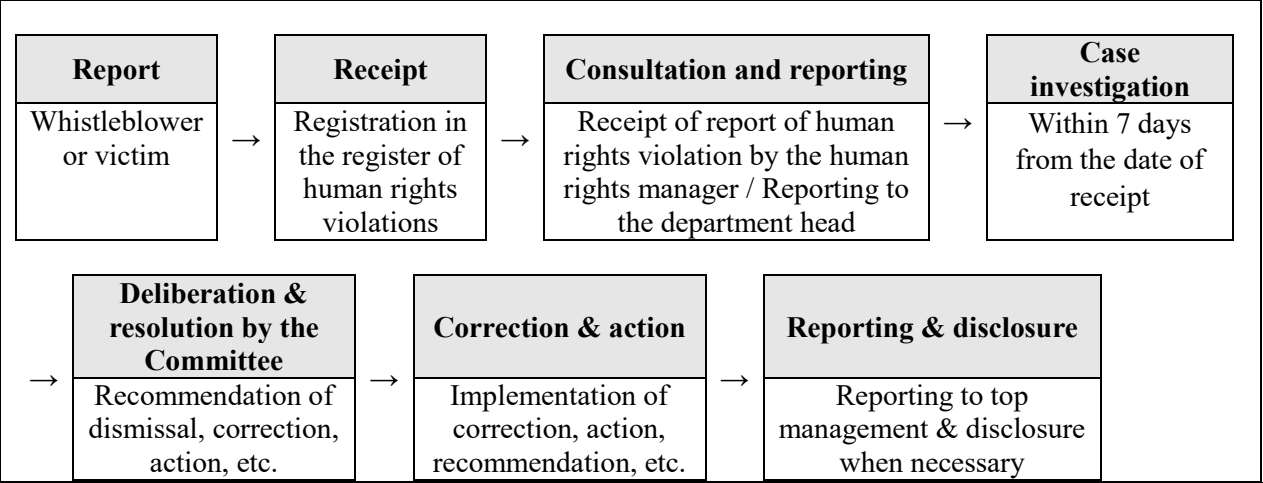 Report
Whistleblower
or victim
→
Receipt
Registration in
the register of
human rights
violations
→
Consultation and reporting
Receipt of report of human
rights violation by the human
rights manager / Reporting to
the department head
→
Case
investigation
Within 7 days
from the date of
receipt
→
Deliberation &
resolution by the
Committee
Recommendation of
dismissal, correction,
action, etc.
→
Correction & action
Implementation of
correction, action,
recommendation, etc.
→
Reporting & disclosure
Reporting to top
management & disclosure
when necessary